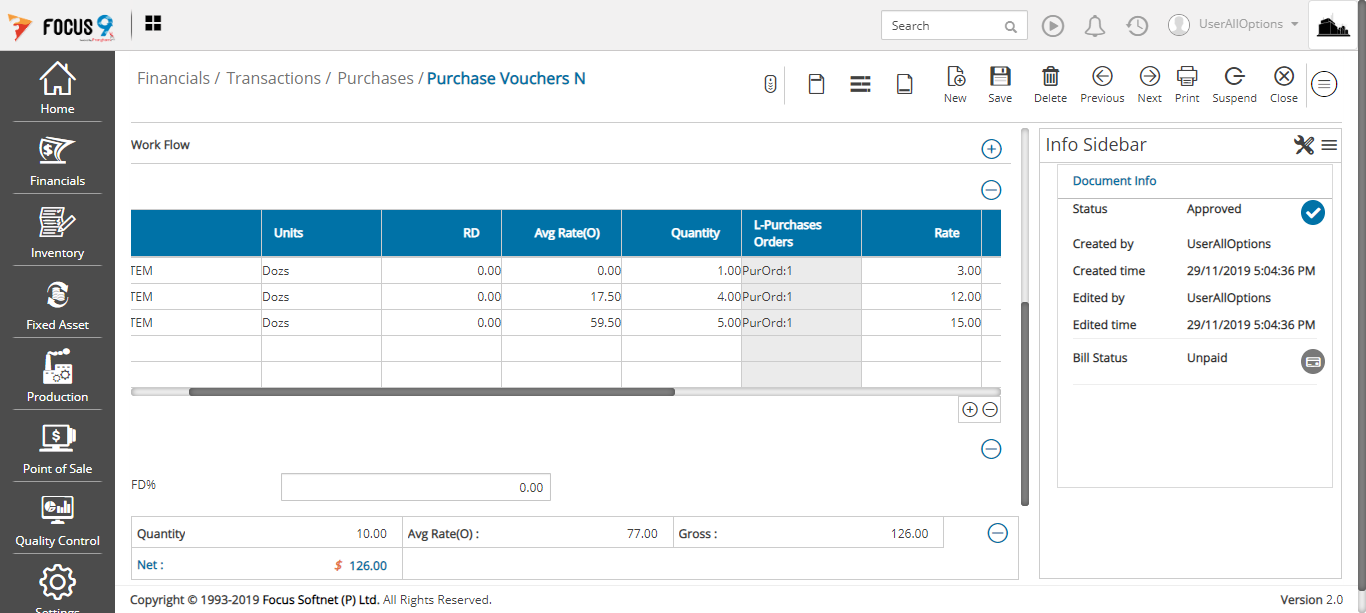 FOCUS 9
Search
UserAllOptions
Home
Financials
Inventory
Fixed Asset
Production
Point of Sale
Quality Control
Settings
Financials / Transactions / Purchases / Purchase Vouchers N
New
Save
Delete
Previous
Next
Print
Suspend
Close
Work Flow
Units RD Avg Rate(O) Quantity L-Purchases Orders Rate
TEM Dozs 0.00 0.00 1.00 PurOrd:1 3.00
TEM Dozs 0.00 17.50 4.00 PurOrd:1 12.00
TEM Dozs 0.00 59.50 5.00 PurOrd:1 15.00
FD% 0.00
Quantity 10.00 Avg Rate(O) : 77.00 Gross : 126.00
Net : $ 126.00
Info Sidebar
Document Info
Status Approved
Created by UserAllOptions
Created time 29/11/2019 5:04:36 PM
Edited by UserAllOptions
Edited time 29/11/2019 5:04:36 PM
Bill Status Unpaid
Copyright © 1993-2019 Focus Softnet (P) Ltd. All Rights Reserved.
Version 2.0